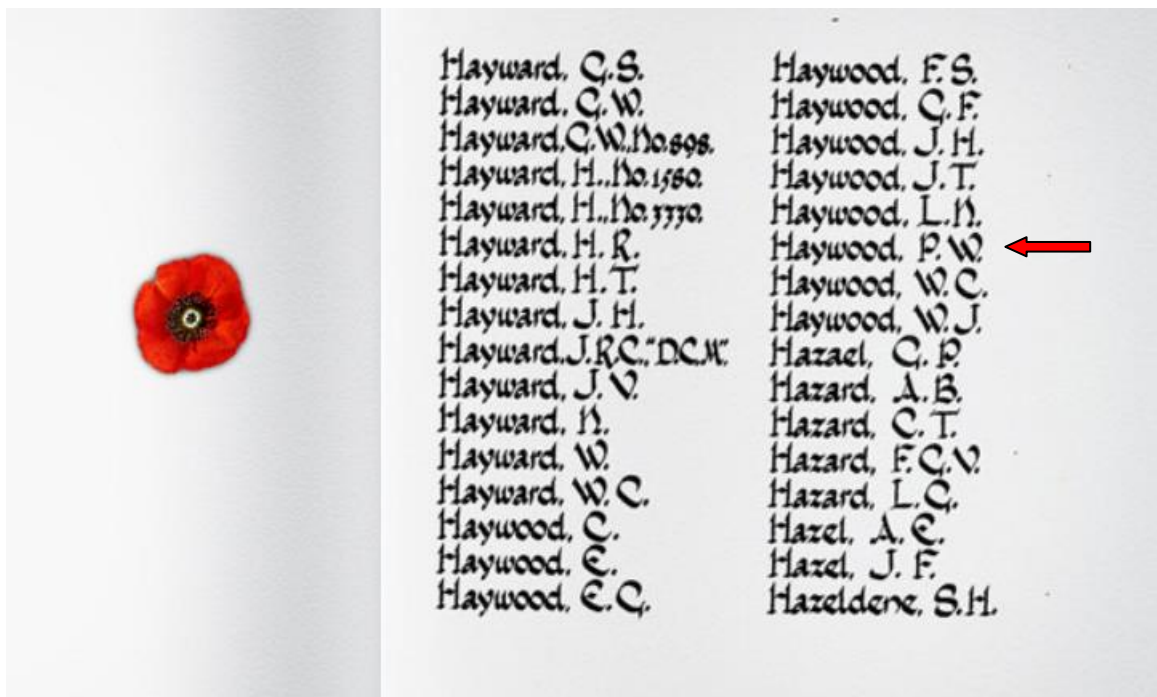 Hayward, G.S.
Hayward, G.W.
Hayward,G.W.,No.898.
Hayward, H.,No.1580.
Hayward, H.,No.3330.
Hayward, H.R.
Hayward, H.T.
Hayward, J.H.
Hayward,J.R.C.,"D.C.M".
Hayward, J.V.
Hayward, N.
Hayward, W.
Hayward, W.C.
Haywood, C.
Haywood, E.
Haywood, E.G.
Haywood, F.S.
Haywood, G.F.
Haywood, J.H.
Haywood, J.T.
Haywood, L.N.
Haywood, P.W.
Haywood, W.C.
Haywood, W.J.
Hazael, G.P.
Hazard, A.B.
Hazard, C.T.
Hazard, F.G.V.
Hazard, L.G.
Hazel, A.E.
Hazel, J.F.
Hazeldene, S.H.